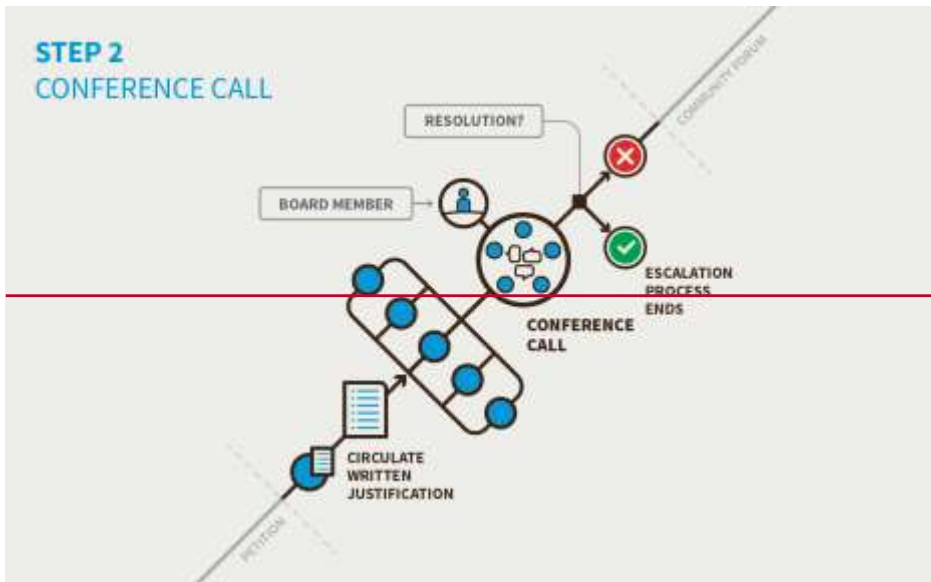 STEP 2
CONFERENCE CALL
COMMUNITY FORUM
RESOLUTION?
BOARD MEMBER
ESCALATION
PROCESS
ENDS
CONFERENCE
CALL
CIRCULATE
WRITTEN
JUSTIFICATION
PETITION